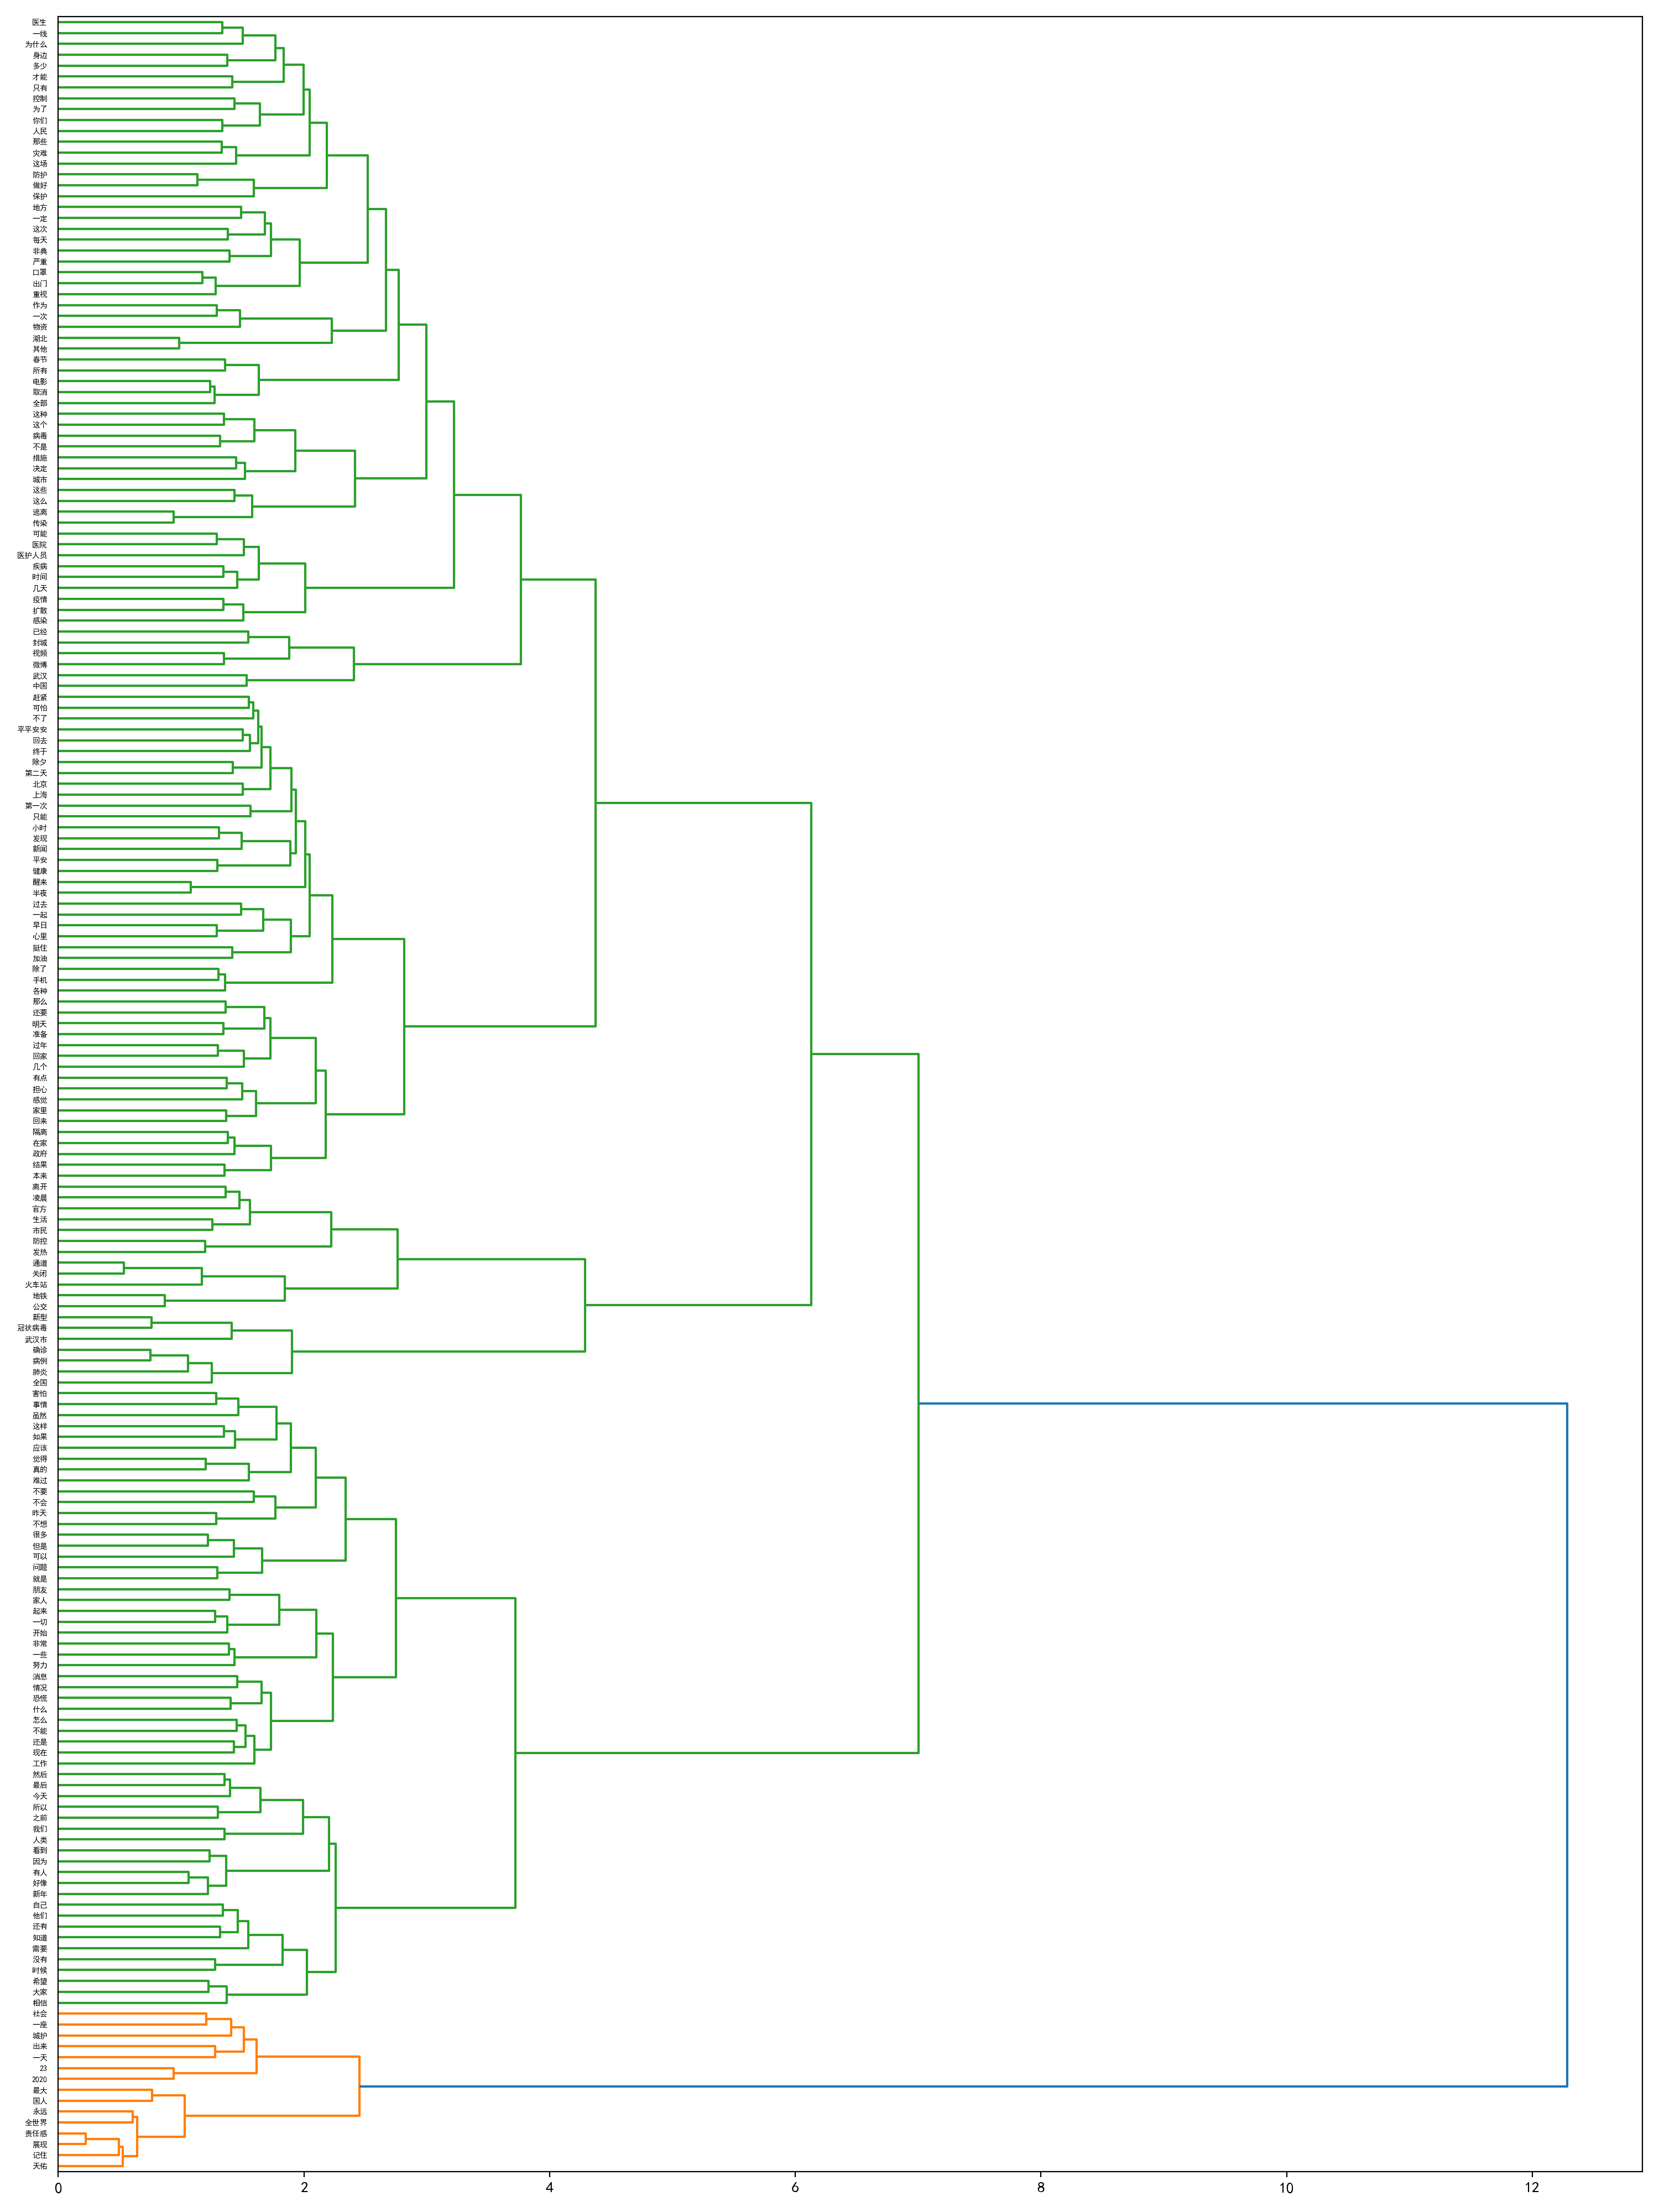 医生
一线
为什么
身边
多少
才能
只有
控制
为了
你们
人民
那些
灾难
这场
防护
做好
保护
地方
一定
这次
每天
非典
严重
口罩
出门
重视
作为
一次
物资
湖北
其他
春节
所有
电影
取消
全部
这种
这个
病毒
不是
措施
决定
城市
这些
这么
逃离
传染
可能
医院
医护人员
疾病
时间
几天
疫情
扩散
感染
已经
封城
视频
微博
武汉
中国
赶紧
可怕
不了
平平安安
回去
终于
除夕
第二天
北京
上海
第一次
只能
小时
发现
新闻
平安
健康
醒来
半夜
过去
一起
早日
心里
挺住
加油
除了
手机
各种
那么
还要
明天
准备
过年
回家
几个
有点
担心
感觉
家里
回来
隔离
在家
政府
结果
本来
离开
凌晨
官方
生活
市民
防控
发热
通道
关闭
火车站
地铁
公交
新型
冠状病毒
武汉市
确诊
病例
肺炎
全国
害怕
事情
虽然
这样
如果
应该
觉得
真的
难过
不要
不会
昨天
不想
很多
但是
可以
问题
就是
朋友
家人
起来
一切
开始
非常
一些
努力
消息
情况
恐慌
什么
怎么
不能
还是
现在
工作
然后
最后
今天
所以
之前
我们
人类
看到
因为
有人
好像
新年
自己
他们
还有
知道
需要
没有
时候
希望
大家
相信
社会
一座
城护
出来
一天
23
2020
最大
国人
永远
全世界
责任感
展现
记住
天佑
0 2 4 6 8 10 12